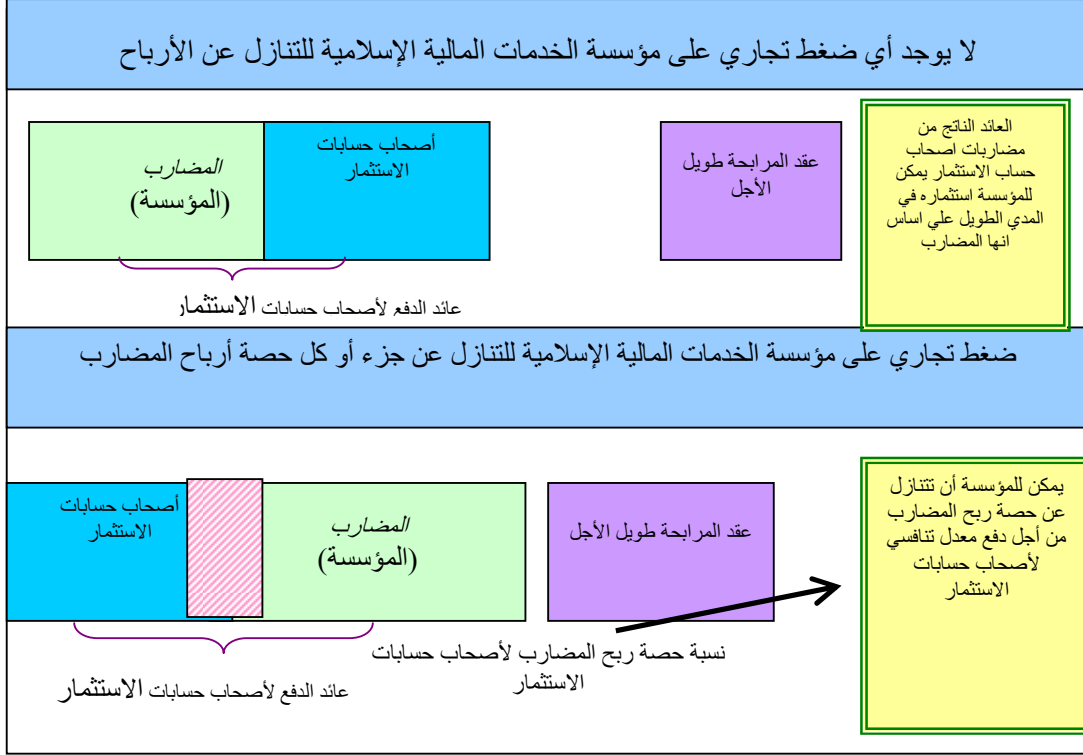 لا يوجد أي ضغط تجاري على مؤسسة الخدمات المالية الإسلامية للتنازل عن الأرباح
العائد الناتج من
مضاربات اصحاب
حساب الاستثمار يمكن
للمؤسسة استثماره في
المدي الطويل علي اساس
انها المضارب
عقد المرابحة طويل
الأجل
أصحاب حسابات
الاستثمار
المضارب
(المؤسسة)
عائد الدفع لأصحاب حسابات الاستثمار
ضغط تجاري على مؤسسة الخدمات المالية الإسلامية للتنازل عن جزء أو كل حصة أرباح المضارب
يمكن للمؤسسة أن تتنازل
عن حصة ربح المضارب
من أجل دفع معدل تنافسي
لأصحاب حسابات
الاستثمار
عقد المرابحة طويل الأجل
المضارب
(المؤسسة)
أصحاب حسابات
الاستثمار
نسبة حصة ربح المضارب لأصحاب حسابات
الاستثمار
عائد الدفع لأصحاب حسابات الاستثمار